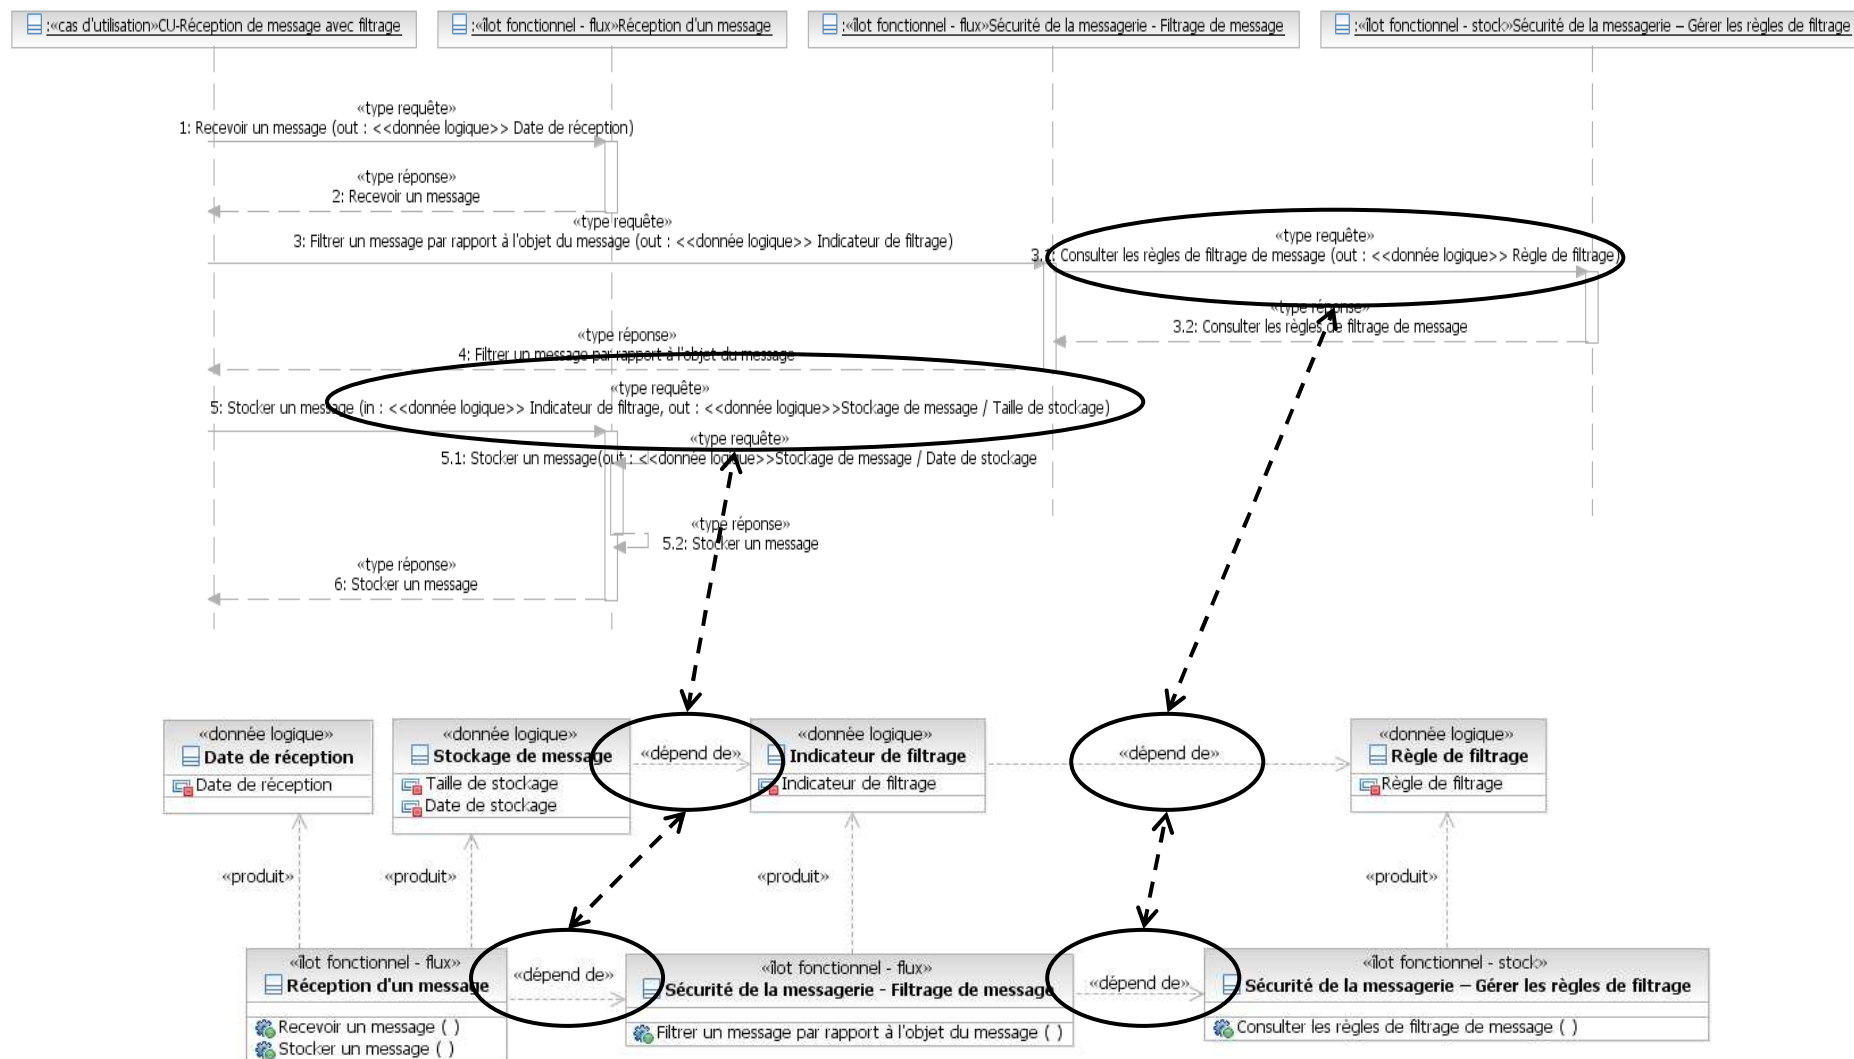 :«cas d'utilisation»CU-Réception de message avec filtrage
:«îlot fonctionnel - flux»Réception d'un message
:«îlot fonctionnel - flux»Sécurité de la messagerie - Filtrage de message
:«îlot fonctionnel - stock»Sécurité de la messagerie – Gérer les règles de filtrage
«type requête»
1: Recevoir un message (out : <<donnée logique>> Date de réception)
«type réponse»
2: Recevoir un message
«type requête»
3: Filtrer un message par rapport à l'objet du message (out : <<donnée logique>> Indicateur de filtrage)
«type requête»
3.1: Consulter les règles de filtrage de message (out : <<donnée logique>> Règle de filtrage)
«type réponse»
3.2: Consulter les règles de filtrage de message
«type réponse»
4: Filtrer un message par rapport à l'objet du message
«type requête»
5: Stocker un message (in : <<donnée logique>> Indicateur de filtrage, out : <<donnée logique>>Stockage de message / Taille de stockage)
«type requête»
5.1: Stocker un message(out : <<donnée logique>>Stockage de message / Date de stockage
«type réponse»
5.2: Stocker un message
«type réponse»
6: Stocker un message
«donnée logique»
Date de réception
Date de réception
«donnée logique»
Stockage de message
Taille de stockage
Date de stockage
«dépend de»
«donnée logique»
Indicateur de filtrage
Indicateur de filtrage
«dépend de»
«donnée logique»
Règle de filtrage
Règle de filtrage
«produit»
«produit»
«produit»
«produit»
«îlot fonctionnel - flux»
Réception d'un message
Recevoir un message ( )
Stocker un message ( )
«dépend de»
«îlot fonctionnel - flux»
Sécurité de la messagerie - Filtrage de message
Filtrer un message par rapport à l'objet du message ( )
«dépend de»
«îlot fonctionnel - stock»
Sécurité de la messagerie – Gérer les règles de filtrage
Consulter les règles de filtrage de message ( )